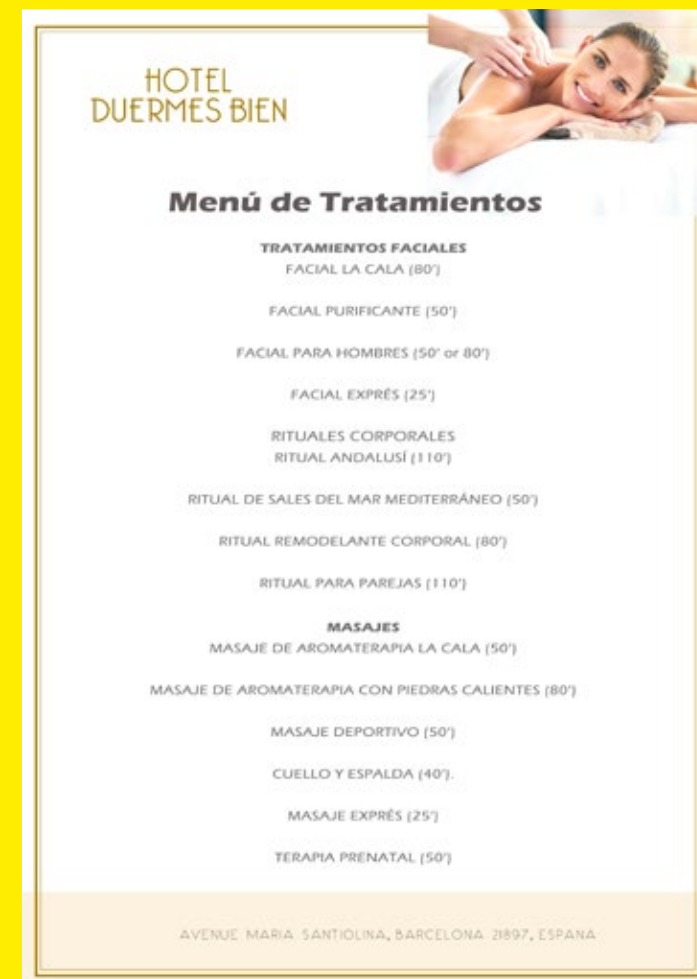 HOTEL
DUERMES BIEN
Menú de Tratamientos
TRATAMIENTOS FACIALES
FACIAL LA CALA (80')
FACIAL PURIFICANTE (50')
FACIAL PARA HOMBRES (50' or 80')
FACIAL EXPRÉS (25')
RITUALES CORPORALES
RITUAL ANDALUSÍ (110')
RITUAL DE SALES DEL MAR MEDITERRÁNEO (50')
RITUAL REMODELANTE CORPORAL (80')
RITUAL PARA PAREJAS (110')
MASAJES
MASAJE DE AROMATERAPIA LA CALA (50')
MASAJE DE AROMATERAPIA CON PIEDRAS CALIENTES (80')
MASAJE DEPORTIVO (50')
CUELLO Y ESPALDA (40').
MASAJE EXPRÉS (25')
TERAPIA PRENATAL (50')
AVENUE MARIA SANTIOLINA, BARCELONA 21897, ESPANA